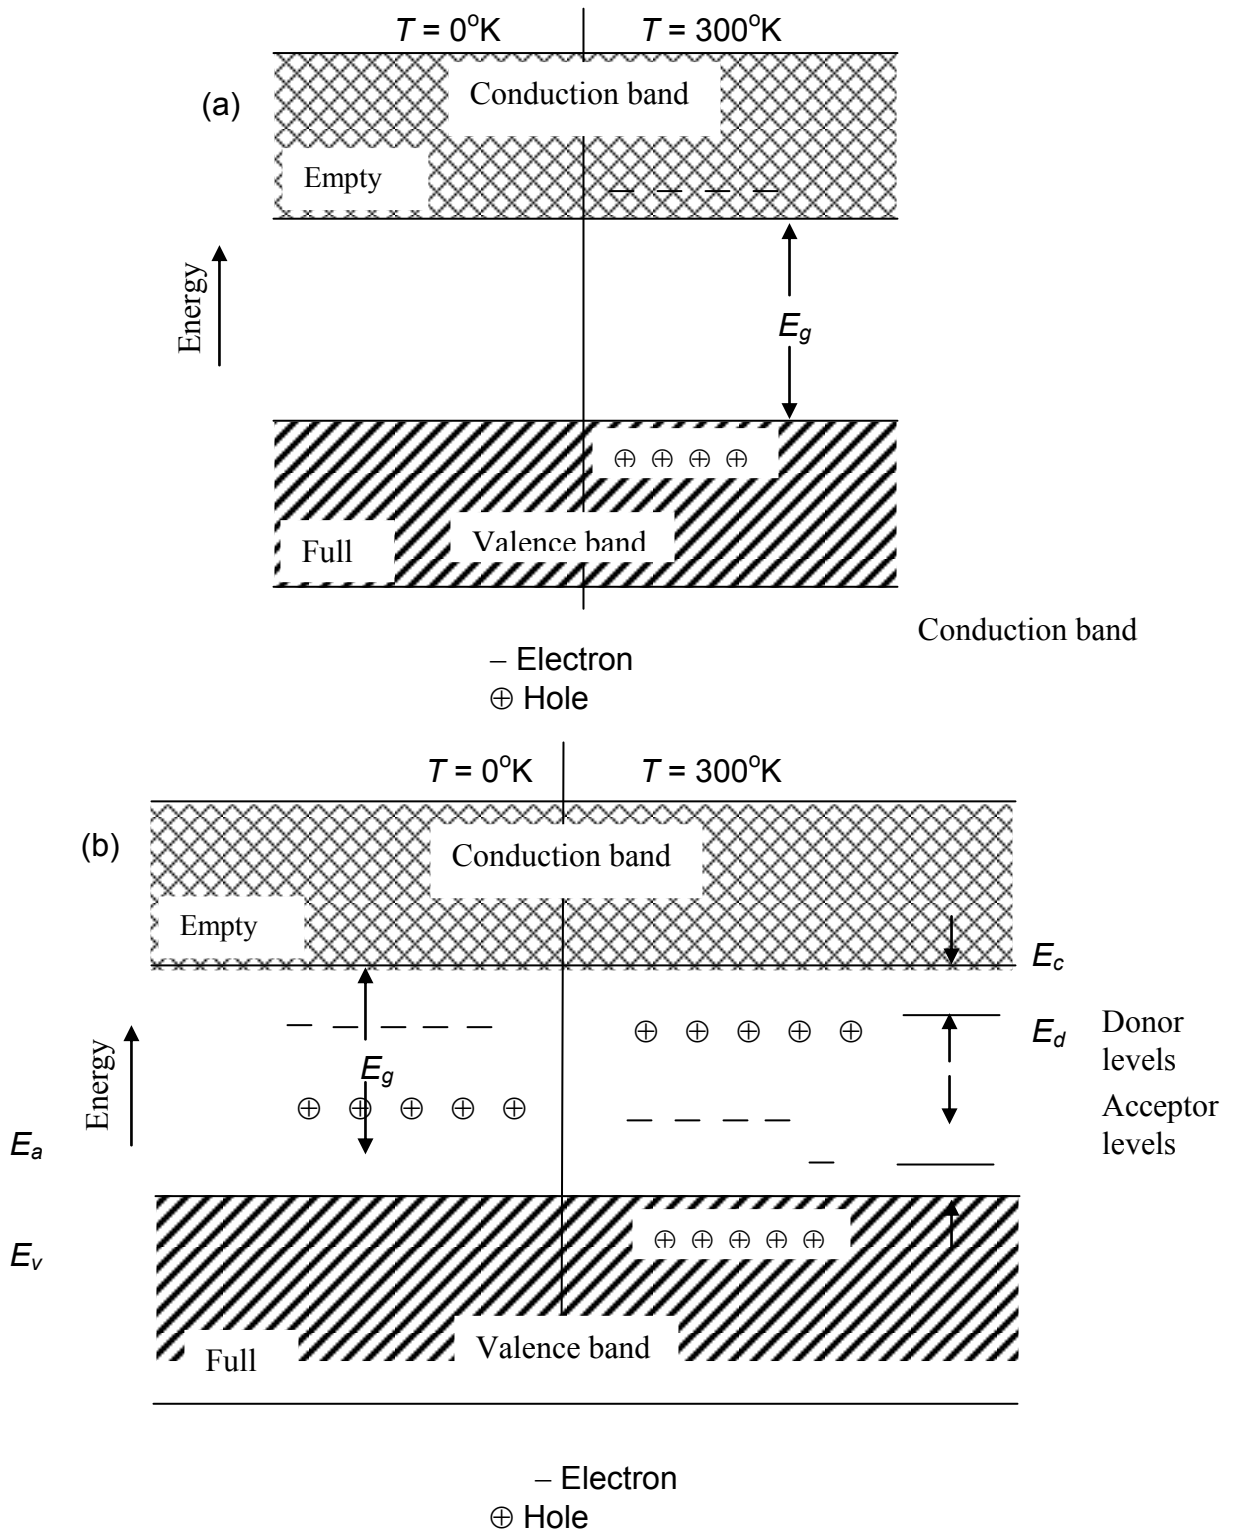 T = 0°K T = 300°K
(a)
Conduction band
Empty
Energy
E_g
Full
Valence band
Conduction band
– Electron
⊕ Hole
T = 0°K T = 300°K
(b)
Conduction band
Empty
E_c
E_d
Donor
levels
Energy
E_g
Acceptor
levels
E_a
E_v
Valence band
Full
– Electron
⊕ Hole